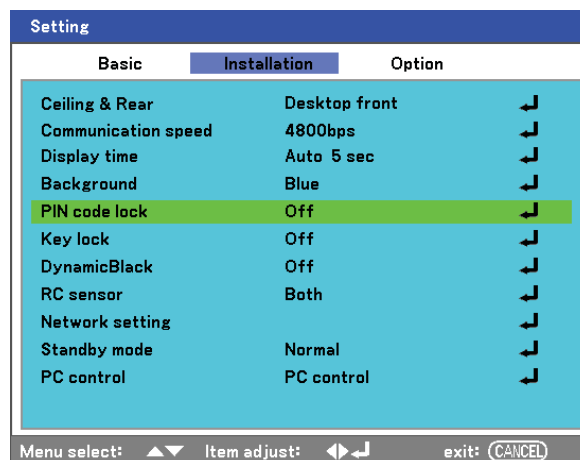 Setting
Basic Installation Option
Ceiling & Rear Desktop front
Communication speed 4800bps
Display time Auto 5 sec
Background Blue
PIN code lock Off
Key lock Off
DynamicBlack Off
RC sensor Both
Network setting
Standby mode Normal
PC control PC control
Menu select: ▲▼ Item adjust: ◀▶↲ exit: CANCEL